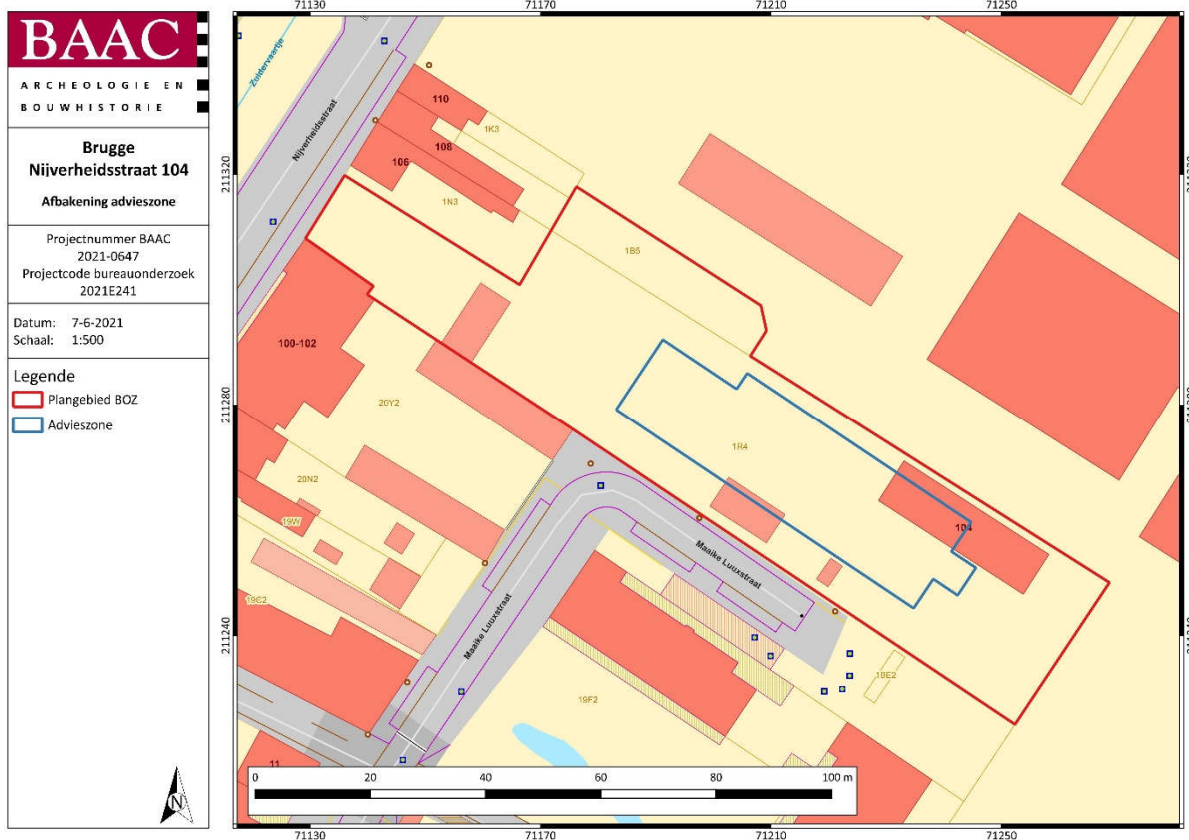 BAAC
ARCHEOLOGIE EN
BOUWHISTORIE
Brugge
Nijverheidsstraat 104
Afbakening advieszone
Projectnummer BAAC
2021-0647
Projectcode bureauonderzoek
2021E241
Datum: 7-6-2021
Schaal: 1:500
Legende
Plangebied BOZ
Advieszone
N
71130 71170 71210 71250
Zuidervaartje
Nijverheidsstraat
110
1K3
108
106
211320
1N3
1B5
100-102
20Y2
211280
1R4
20N2
19W
104
Maaike Luuxstraat
Maaike Luuxstraat
211240
18E2
19F2
11
0 20 40 60 80 100 m
71130 71170 71210 71250